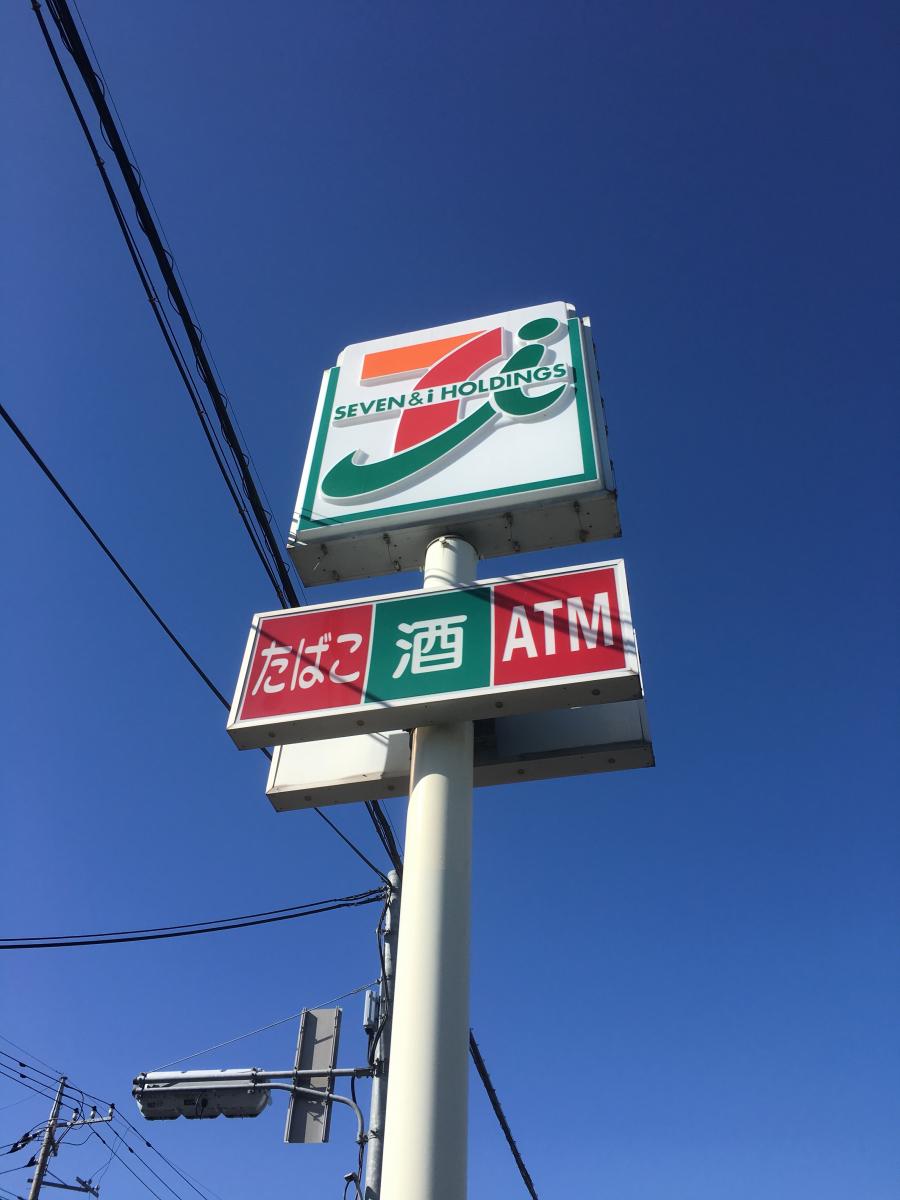 SEVEN&i HOLDINGS
たばこ 酒 ATM